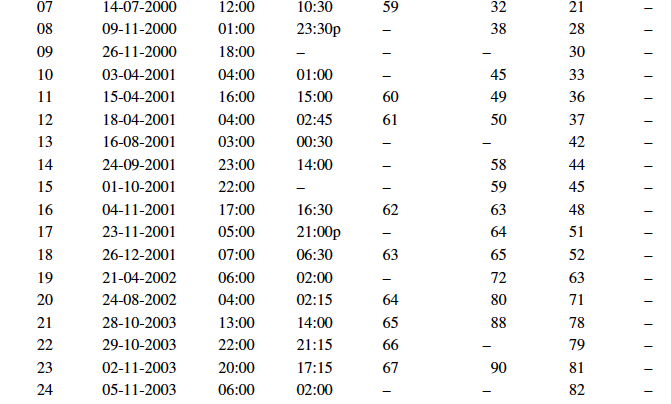 07 14-07-2000 12:00 10:30 59 32 21 –
08 09-11-2000 01:00 23:30p – 38 28 –
09 26-11-2000 18:00 – – – 30 –
10 03-04-2001 04:00 01:00 – 45 33 –
11 15-04-2001 16:00 15:00 60 49 36 –
12 18-04-2001 04:00 02:45 61 50 37 –
13 16-08-2001 03:00 00:30 – – 42 –
14 24-09-2001 23:00 14:00 – 58 44 –
15 01-10-2001 22:00 – – 59 45 –
16 04-11-2001 17:00 16:30 62 63 48 –
17 23-11-2001 05:00 21:00p – 64 51 –
18 26-12-2001 07:00 06:30 63 65 52 –
19 21-04-2002 06:00 02:00 – 72 63 –
20 24-08-2002 04:00 02:15 64 80 71 –
21 28-10-2003 13:00 14:00 65 88 78 –
22 29-10-2003 22:00 21:15 66 – 79 –
23 02-11-2003 20:00 17:15 67 90 81 –
24 05-11-2003 06:00 02:00 – – 82 –